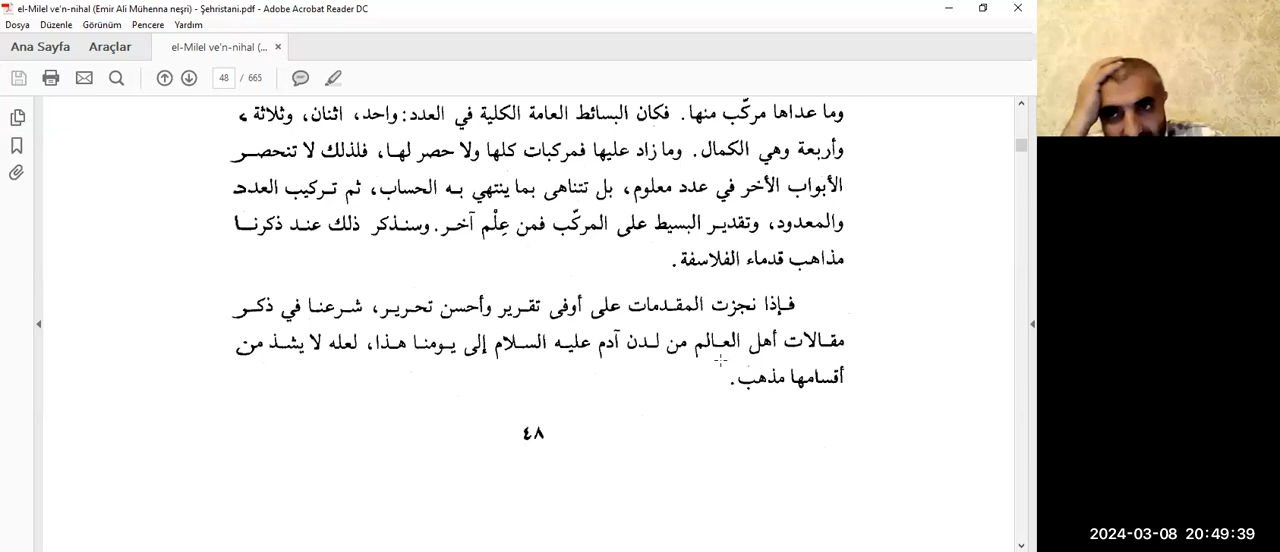 el-Milel ve'n-nihal (Emir Ali Mühenna neşri) - Şehristani.pdf - Adobe Acrobat Reader DC
Dosya Düzenle Görünüm Pencere Yardım
Ana Sayfa Araçlar el-Milel ve'n-nihal (... ×
48 / 665
وما عداها مركّب منها. فكان البسائط العامة الكلية في العدد: واحد، اثنان، وثلاثة،
وأربعة وهي الكمال. وما زاد عليها فمركبات كلها ولا حصر لها، فلذلك لا تنحصر
الأبواب الأخر في عدد معلوم، بل تتناهى بما ينتهي به الحساب، ثم تركيب العدد
والمعدود، وتقدير البسيط على المركّب فمن عِلْم آخر. وسنذكر ذلك عند ذكرنا
مذاهب قدماء الفلاسفة.
فإذا نجزت المقدمات على أوفى تقرير وأحسن تحرير، شرعنا في ذكر
مقالات أهل العالم من لدن آدم عليه السلام إلى يومنا هذا، لعله لا يشذ من
أقسامها مذهب.
٤٨
2024-03-08 20:49:39